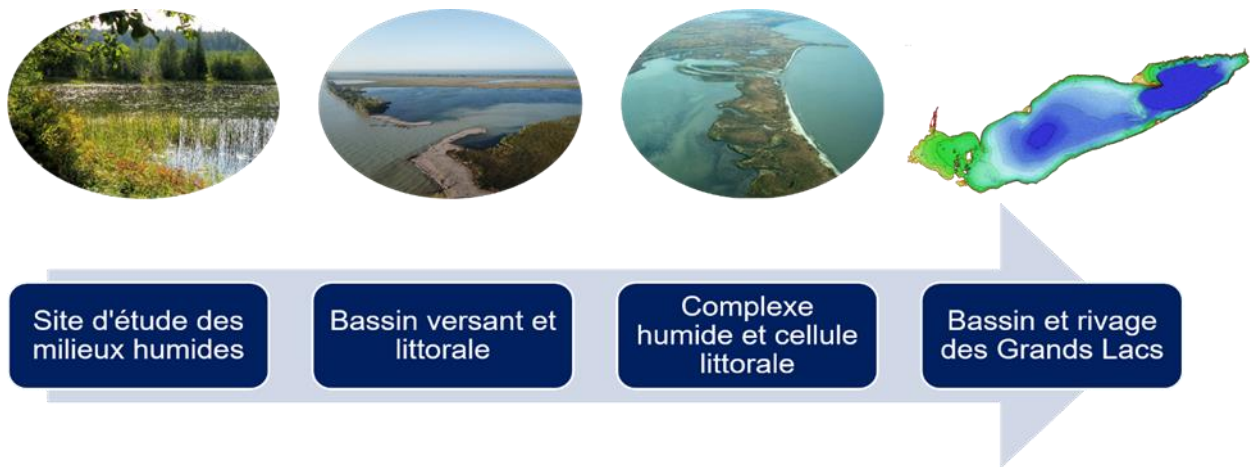 Site d'étude des
milieux humides
Bassin versant et
littorale
Complexe
humide et cellule
littorale
Bassin et rivage
des Grands Lacs